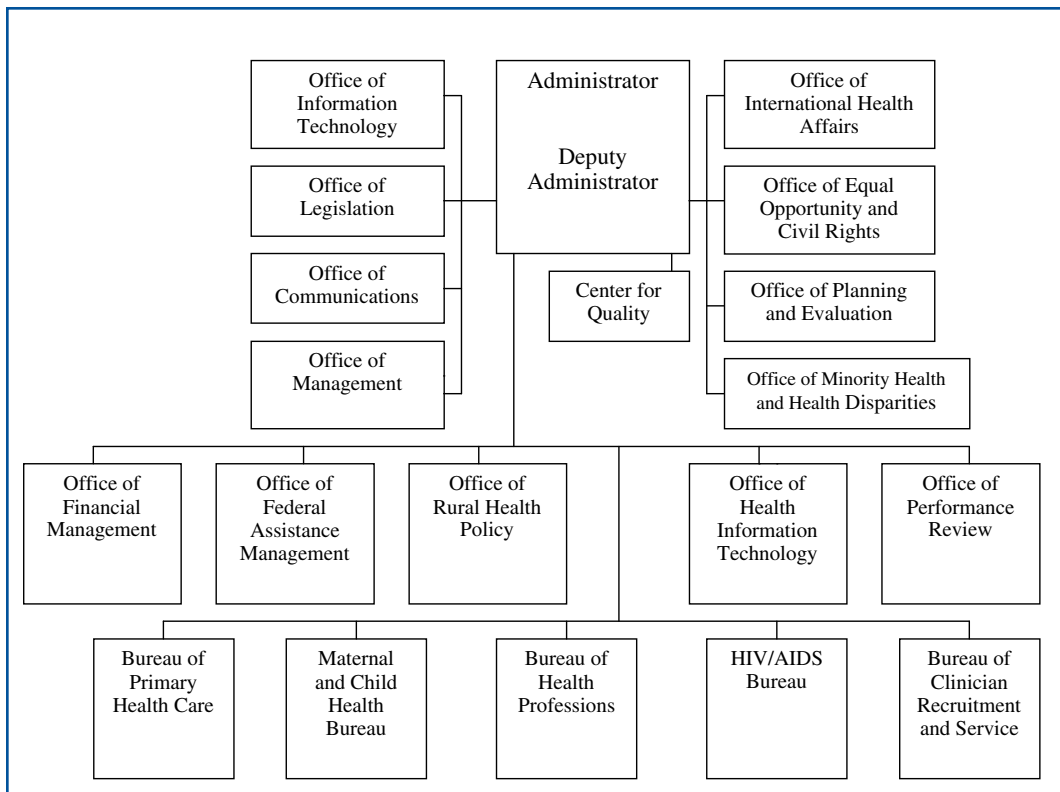 Office of
Information
Technology
Administrator
Deputy
Administrator
Office of
International Health
Affairs
Office of
Legislation
Office of Equal
Opportunity and
Civil Rights
Office of
Communications
Center for
Quality
Office of Planning
and Evaluation
Office of
Management
Office of Minority Health
and Health Disparities
Office of
Financial
Management
Office of
Federal
Assistance
Management
Office of
Rural Health
Policy
Office of
Health
Information
Technology
Office of
Performance
Review
Bureau of
Primary
Health Care
Maternal
and Child
Health
Bureau
Bureau of
Health
Professions
HIV/AIDS
Bureau
Bureau of
Clinician
Recruitment
and Service